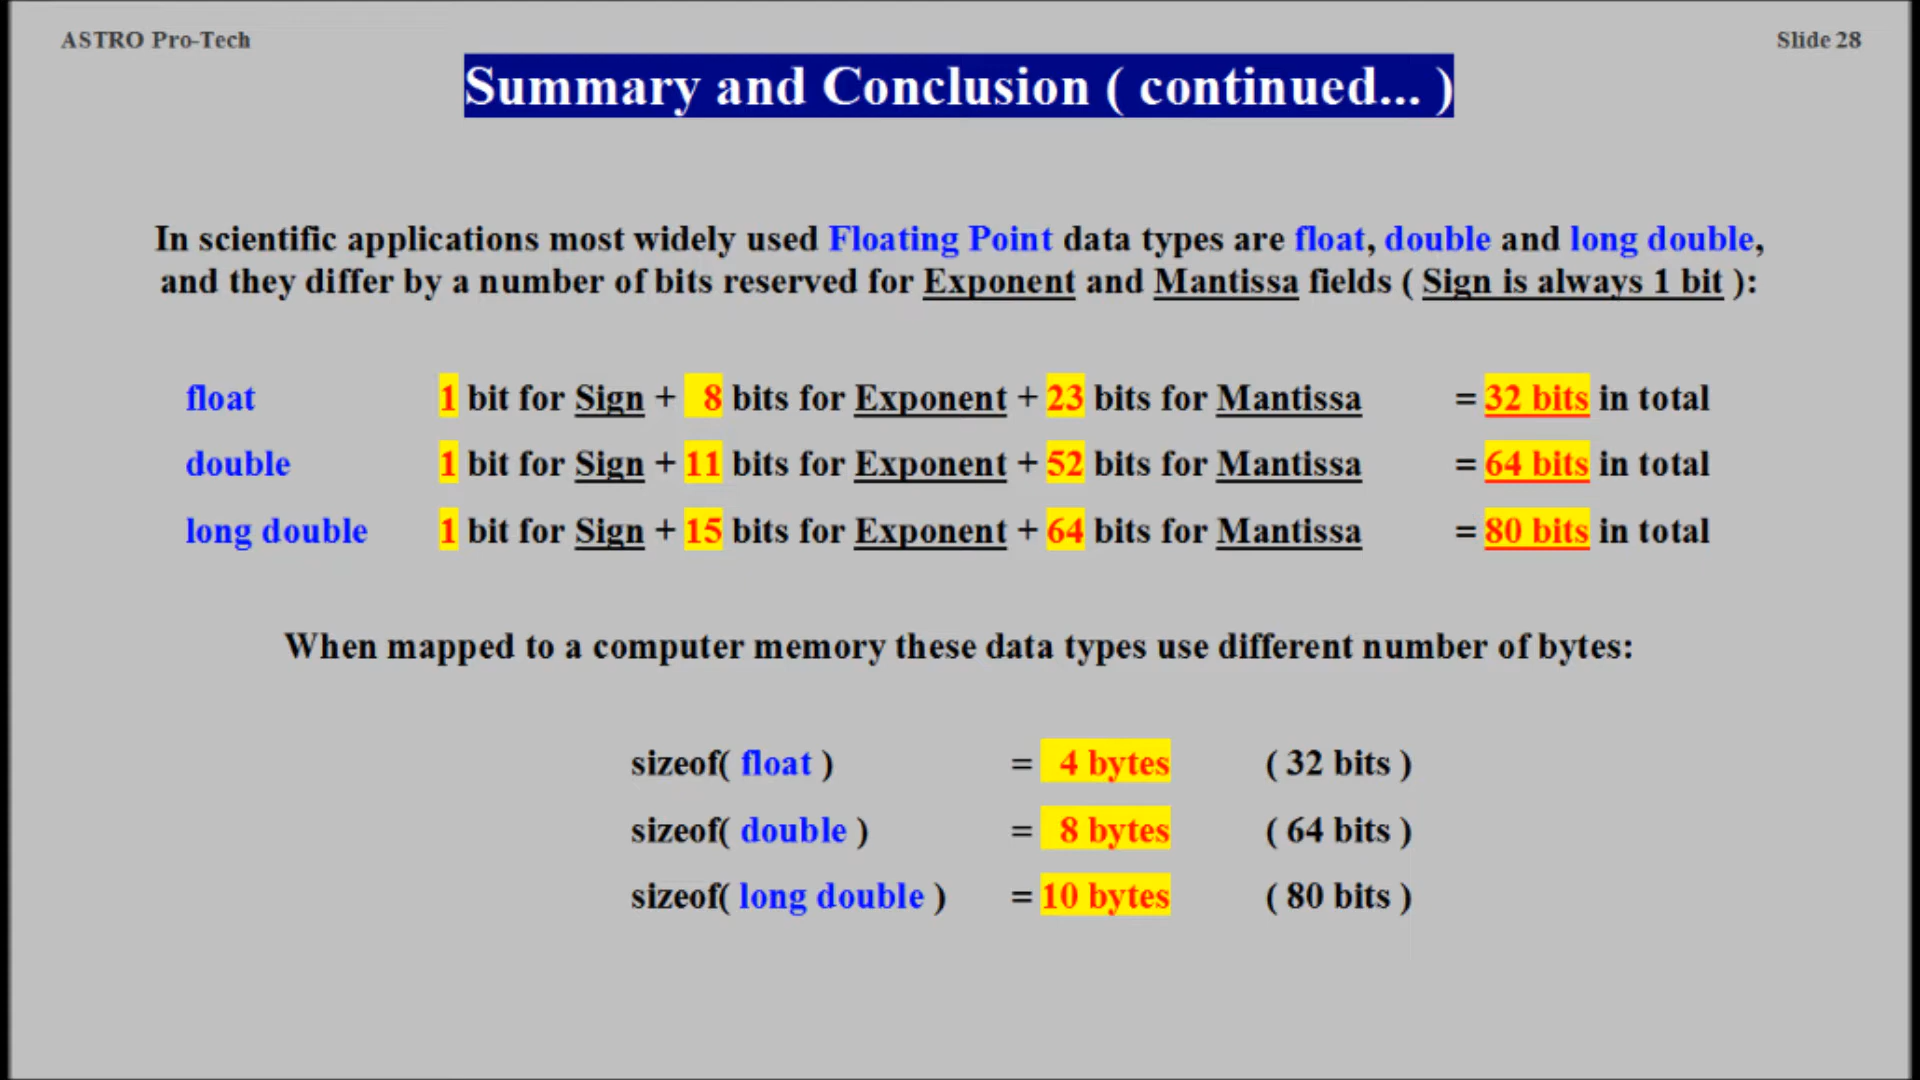 ASTRO Pro-Tech
Slide 28
Summary and Conclusion ( continued... )
In scientific applications most widely used Floating Point data types are float, double and long double,
and they differ by a number of bits reserved for Exponent and Mantissa fields ( Sign is always 1 bit ):
float 1 bit for Sign + 8 bits for Exponent + 23 bits for Mantissa = 32 bits in total
double 1 bit for Sign + 11 bits for Exponent + 52 bits for Mantissa = 64 bits in total
long double 1 bit for Sign + 15 bits for Exponent + 64 bits for Mantissa = 80 bits in total
When mapped to a computer memory these data types use different number of bytes:
sizeof( float ) = 4 bytes ( 32 bits )
sizeof( double ) = 8 bytes ( 64 bits )
sizeof( long double ) = 10 bytes ( 80 bits )